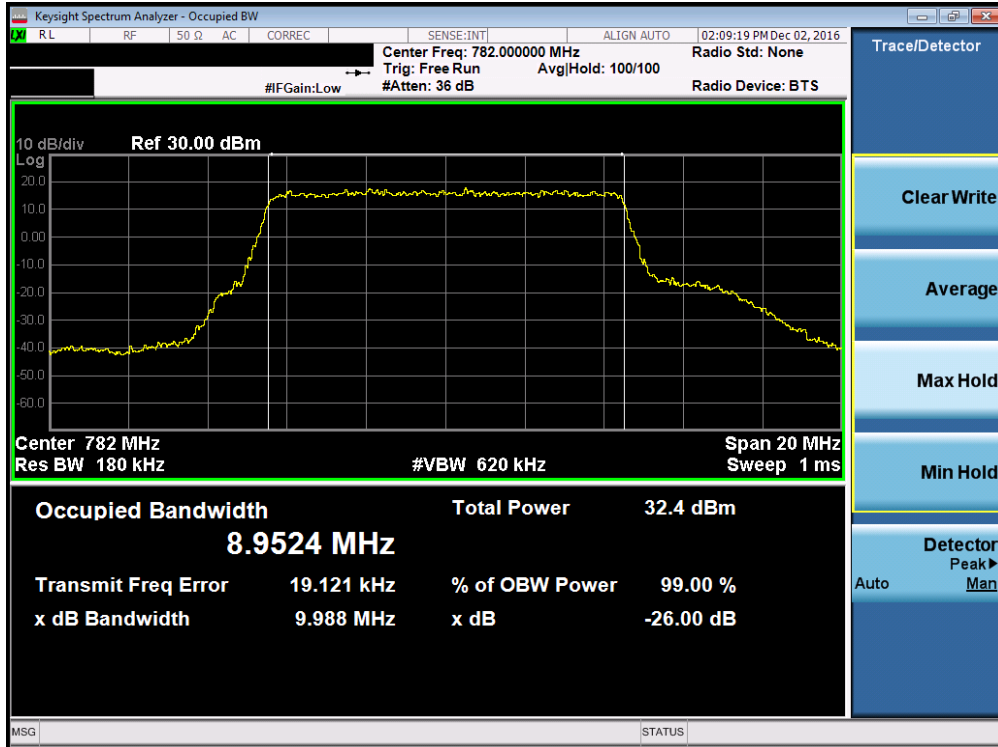 Keysight Spectrum Analyzer - Occupied BW
LXI RL RF 50 Ω AC CORREC SENSE:INT ALIGN AUTO 02:09:19 PM Dec 02, 2016
Center Freq: 782.000000 MHz Radio Std: None
Trig: Free Run Avg|Hold: 100/100
#IFGain:Low #Atten: 36 dB Radio Device: BTS
Trace/Detector
10 dB/div Ref 30.00 dBm
Log
20.0
10.0
0.00
-10.0
-20.0
-30.0
-40.0
-50.0
-60.0
Center 782 MHz Span 20 MHz
Res BW 180 kHz #VBW 620 kHz Sweep 1 ms
Occupied Bandwidth Total Power 32.4 dBm
8.9524 MHz
Transmit Freq Error 19.121 kHz % of OBW Power 99.00 %
x dB Bandwidth 9.988 MHz x dB -26.00 dB
Clear Write
Average
Max Hold
Min Hold
Detector
Peak▶
Auto Man
MSG STATUS